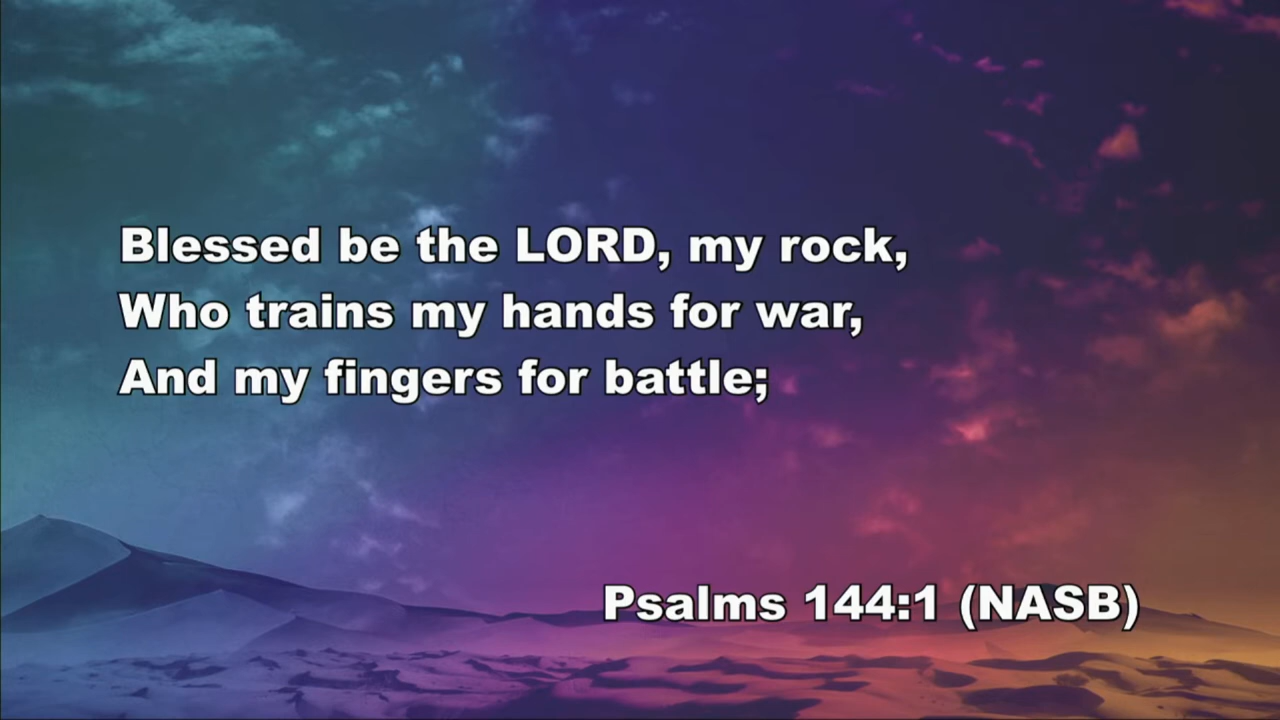 Blessed be the LORD, my rock,
Who trains my hands for war,
And my fingers for battle;
Psalms 144:1 (NASB)